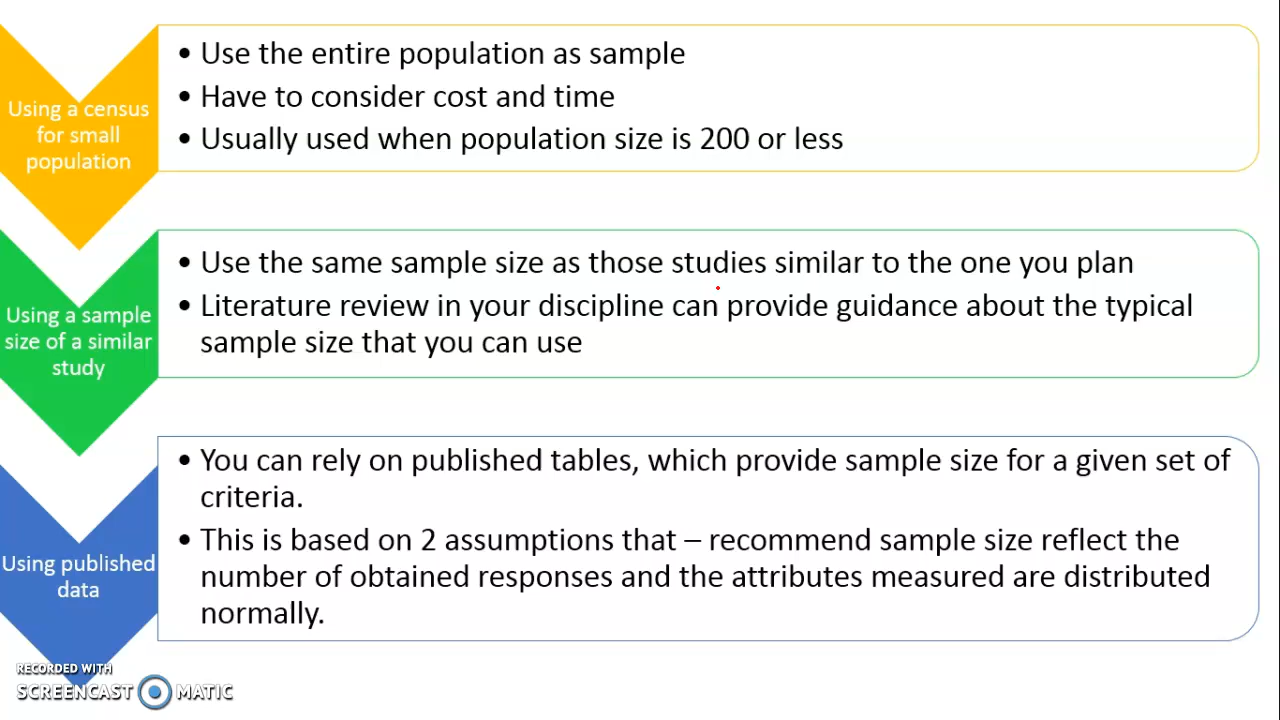 Using a census
for small
population
• Use the entire population as sample
• Have to consider cost and time
• Usually used when population size is 200 or less
Using a sample
size of a similar
study
• Use the same sample size as those studies similar to the one you plan
• Literature review in your discipline can provide guidance about the typical
sample size that you can use
Using published
data
• You can rely on published tables, which provide sample size for a given set of
criteria.
• This is based on 2 assumptions that – recommend sample size reflect the
number of obtained responses and the attributes measured are distributed
normally.
RECORDED WITH
SCREENCAST MATIC